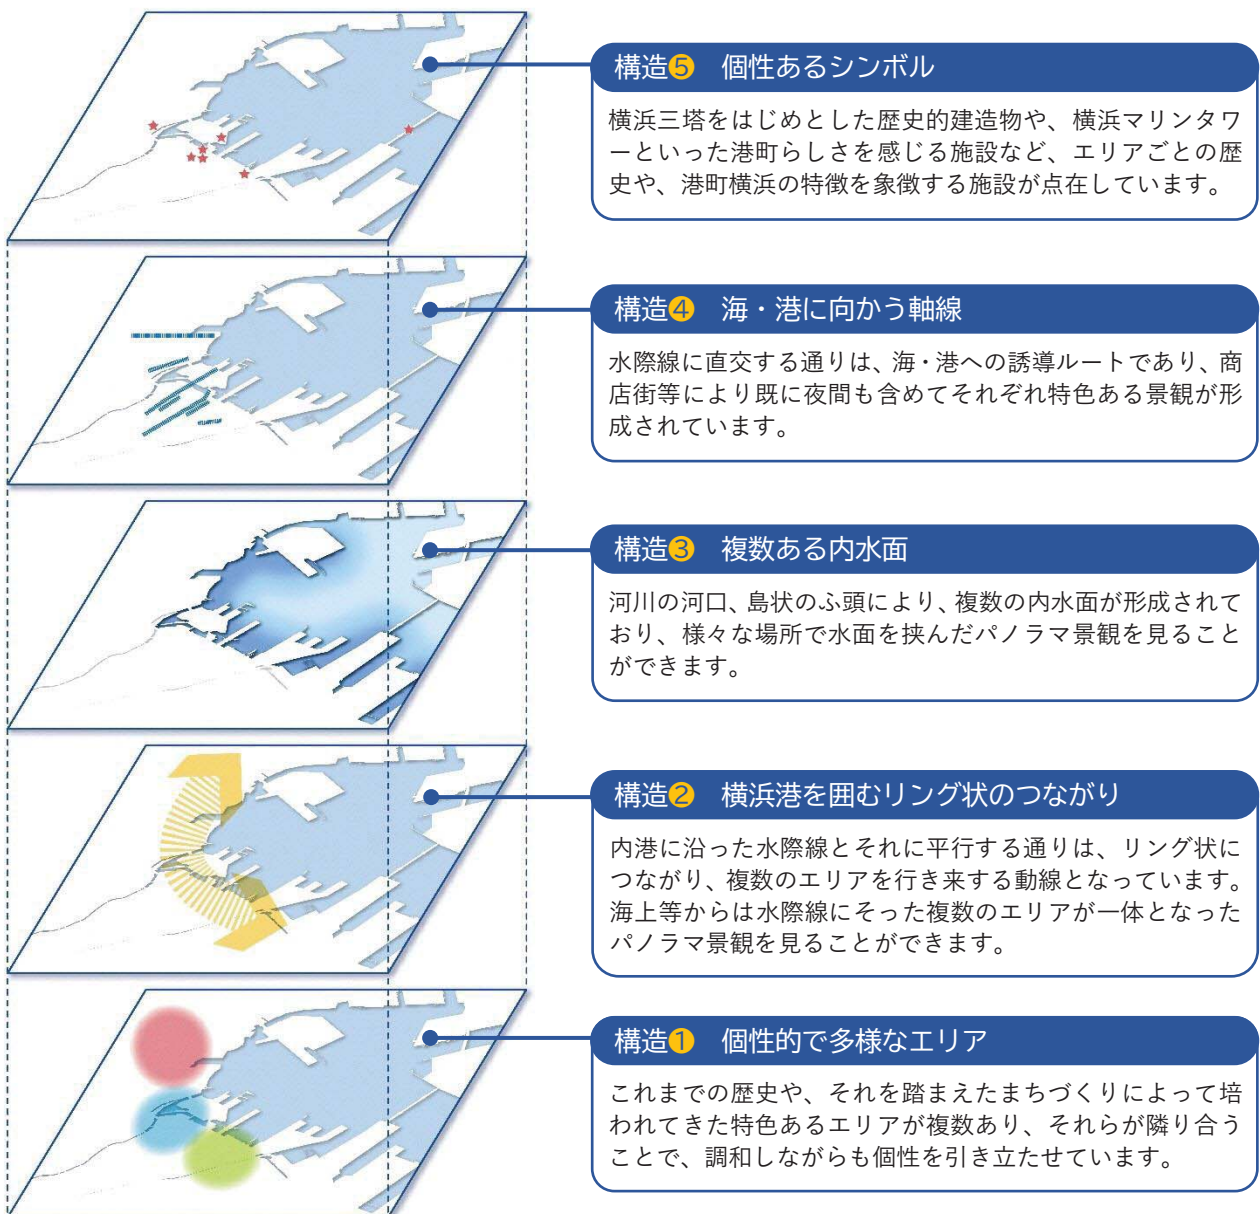 構造❺　個性あるシンボル
横浜三塔をはじめとした歴史的建造物や、横浜マリンタワ
ーといった港町らしさを感じる施設など、エリアごとの歴
史や、港町横浜の特徴を象徴する施設が点在しています。
構造❹　海・港に向かう軸線
水際線に直交する通りは、海・港への誘導ルートであり、商
店街等により既に夜間も含めてそれぞれ特色ある景観が形
成されています。
構造❸　複数ある内水面
河川の河口、島状のふ頭により、複数の内水面が形成されて
おり、様々な場所で水面を挟んだパノラマ景観を見ること
ができます。
構造❷　横浜港を囲むリング状のつながり
内港に沿った水際線とそれに平行する通りは、リング状に
つながり、複数のエリアを行き来する動線となっています。
海上等からは水際線にそった複数のエリアが一体となった
パノラマ景観を見ることができます。
構造❶　個性的で多様なエリア
これまでの歴史や、それを踏まえたまちづくりによって培
われてきた特色あるエリアが複数あり、それらが隣り合う
ことで、調和しながらも個性を引き立たせています。